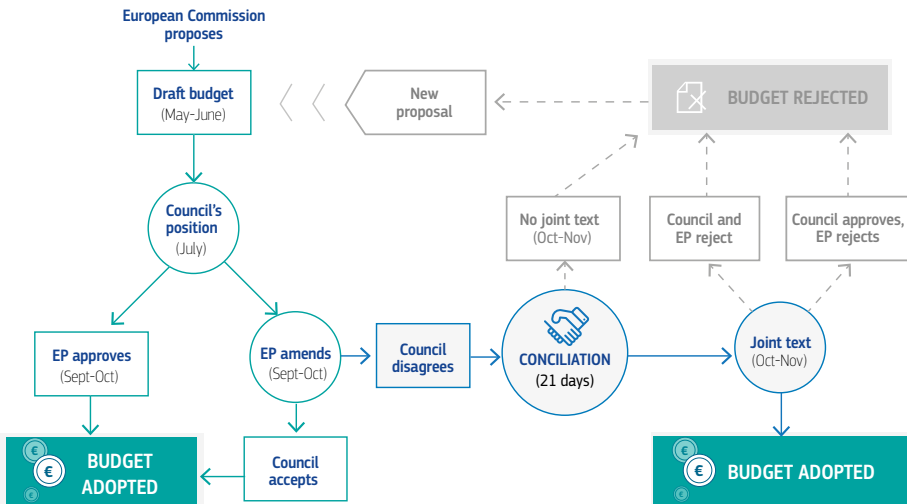 European Commission
proposes
Draft budget
(May-June)
New
proposal
BUDGET REJECTED
Council's
position
(July)
No joint text
(Oct-Nov)
Council and
EP reject
Council approves,
EP rejects
EP approves
(Sept-Oct)
EP amends
(Sept-Oct)
Council
disagrees
CONCILIATION
(21 days)
Joint text
(Oct-Nov)
€
€
€
BUDGET
ADOPTED
Council
accepts
€
€
€
BUDGET ADOPTED